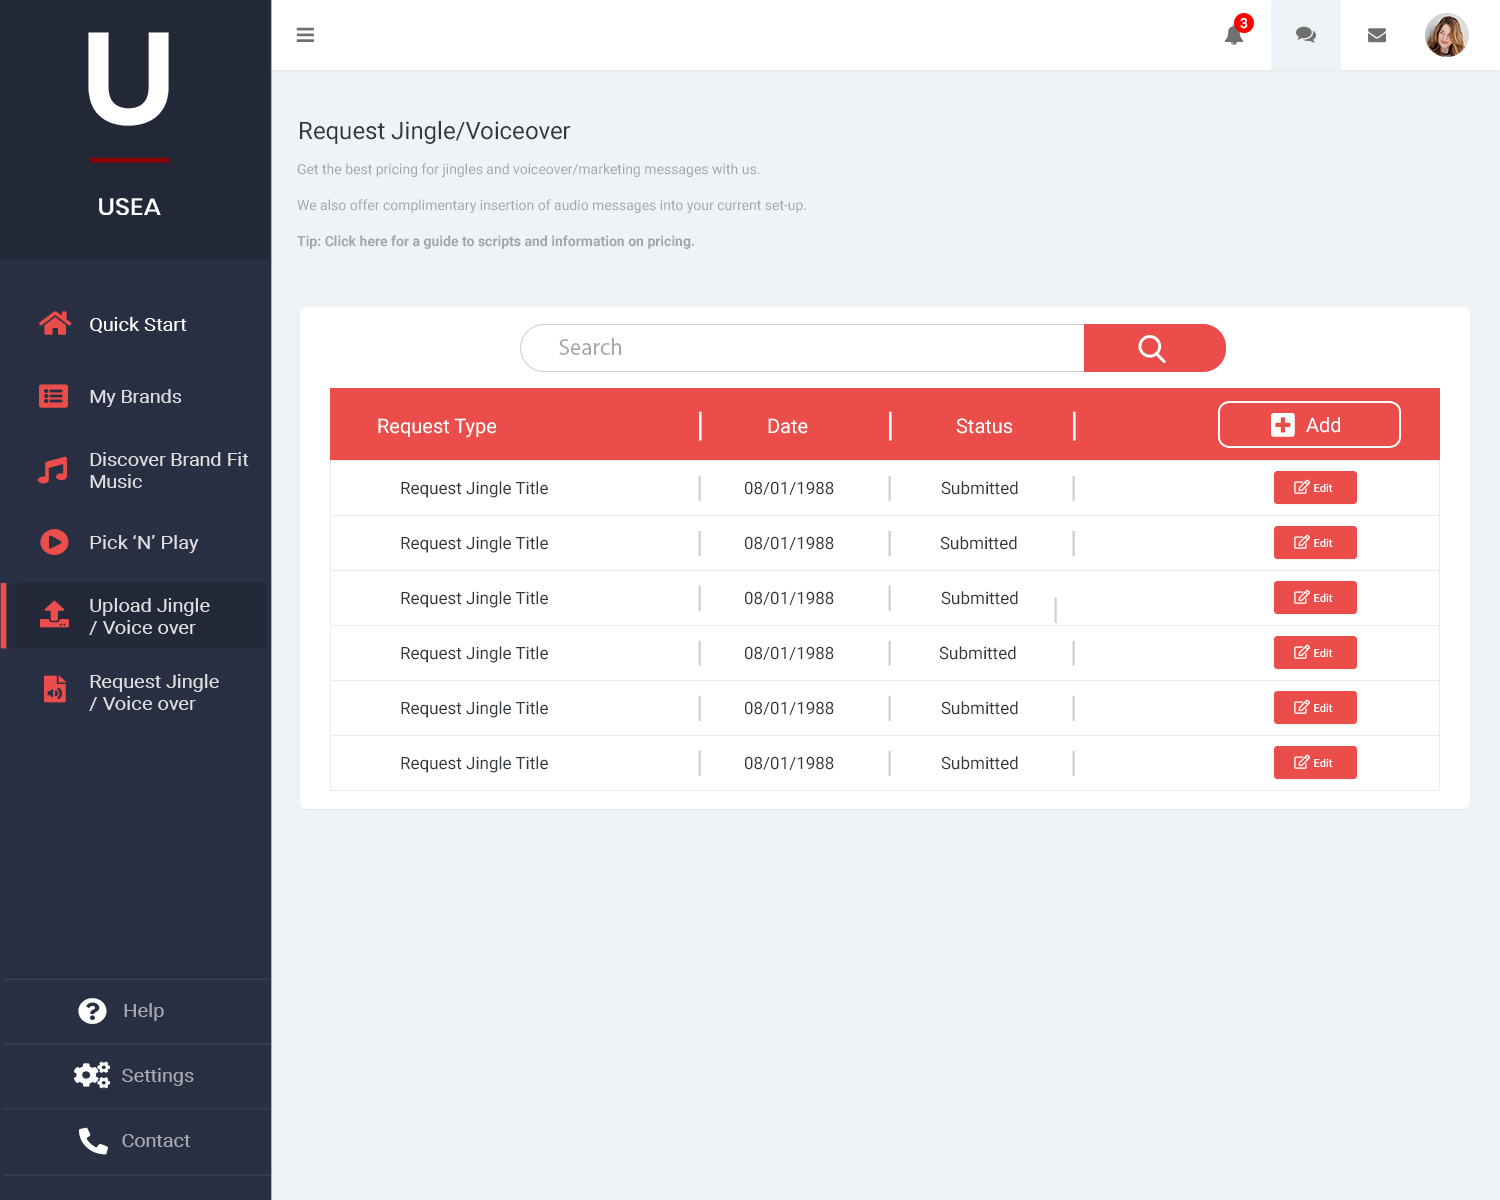 U
USEA
Quick Start
My Brands
Discover Brand Fit
Music
Pick ‘N’ Play
Upload Jingle
/ Voice over
Request Jingle
/ Voice over
Help
Settings
Contact
3
Request Jingle/Voiceover
Get the best pricing for jingles and voiceover/marketing messages with us.
We also offer complimentary insertion of audio messages into your current set-up.
Tip: Click here for a guide to scripts and information on pricing.
Search
Request Type Date Status Add
Request Jingle Title 08/01/1988 Submitted Edit
Request Jingle Title 08/01/1988 Submitted Edit
Request Jingle Title 08/01/1988 Submitted Edit
Request Jingle Title 08/01/1988 Submitted Edit
Request Jingle Title 08/01/1988 Submitted Edit
Request Jingle Title 08/01/1988 Submitted Edit